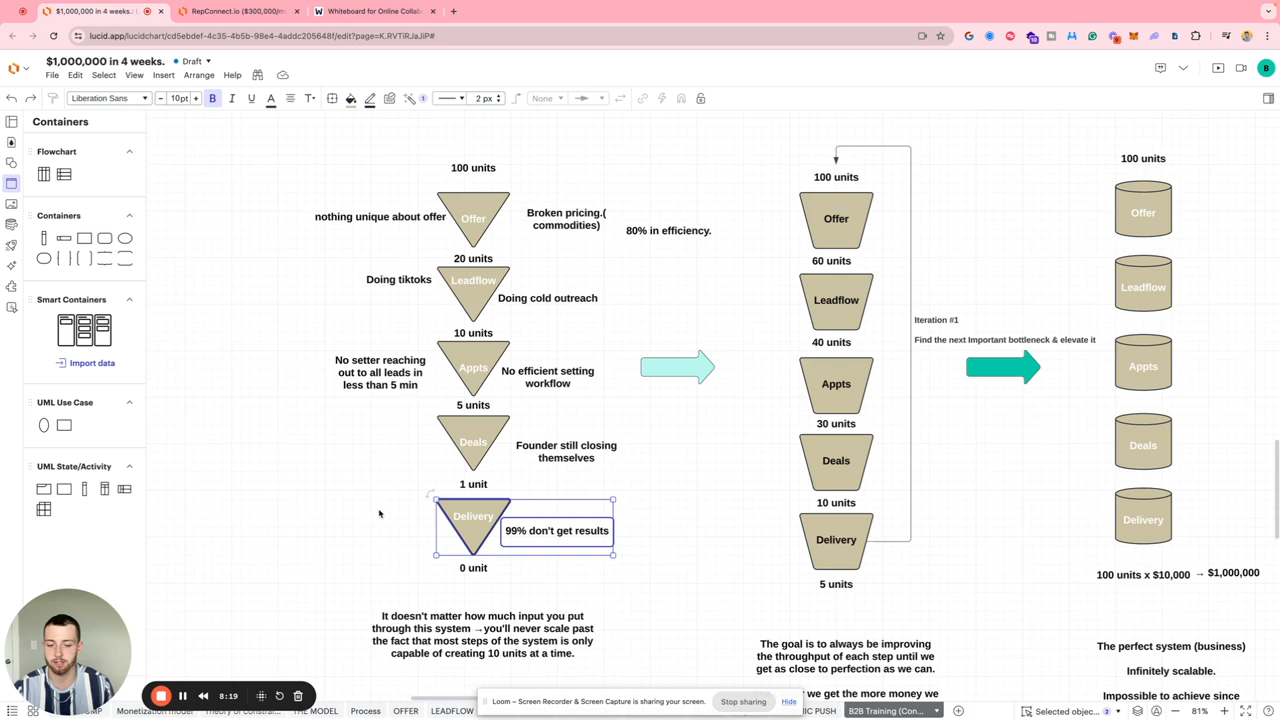 $1,000,000 in 4 weeks.:
RepConnect.io ($300,000/m
Whiteboard for Online Collab
lucid.app/lucidchart/cd5ebdef-4c35-4b5b-98e4-4adc205648f/edit?page=K.RVTiRJaJiP#
$1,000,000 in 4 weeks.
Draft
File Edit Select View Insert Arrange Help
B
Liberation Sans
10pt
B I U A
2 px
None
Containers
Flowchart
Containers
Smart Containers
Import data
UML Use Case
UML State/Activity
100 units
nothing unique about offer
Offer
Broken pricing.(
commodities)
80% in efficiency.
20 units
Doing tiktoks
Leadflow
Doing cold outreach
10 units
No setter reaching
out to all leads in
less than 5 min
Appts
No efficient setting
workflow
5 units
Deals
Founder still closing
themselves
1 unit
Delivery
99% don't get results
0 unit
It doesn't matter how much input you put
through this system →you'll never scale past
the fact that most steps of the system is only
capable of creating 10 units at a time.
100 units
Offer
60 units
Leadflow
40 units
Appts
30 units
Deals
10 units
Delivery
5 units
Iteration #1
Find the next Important bottleneck & elevate it
The goal is to always be improving
the throughput of each step until we
get as close to perfection as we can.
we get the more money we
100 units
Offer
Leadflow
Appts
Deals
Delivery
100 units x $10,000 → $1,000,000
The perfect system (business)
Infinitely scalable.
Impossible to achieve since
8:19
Loom – Screen Recorder & Screen Capture is sharing your screen.
Stop sharing
Hide
Monetization model
THE MODEL
Process
OFFER
LEADFLOW
PUSH
B2B Training (Con...
81%
Selected objec...
2